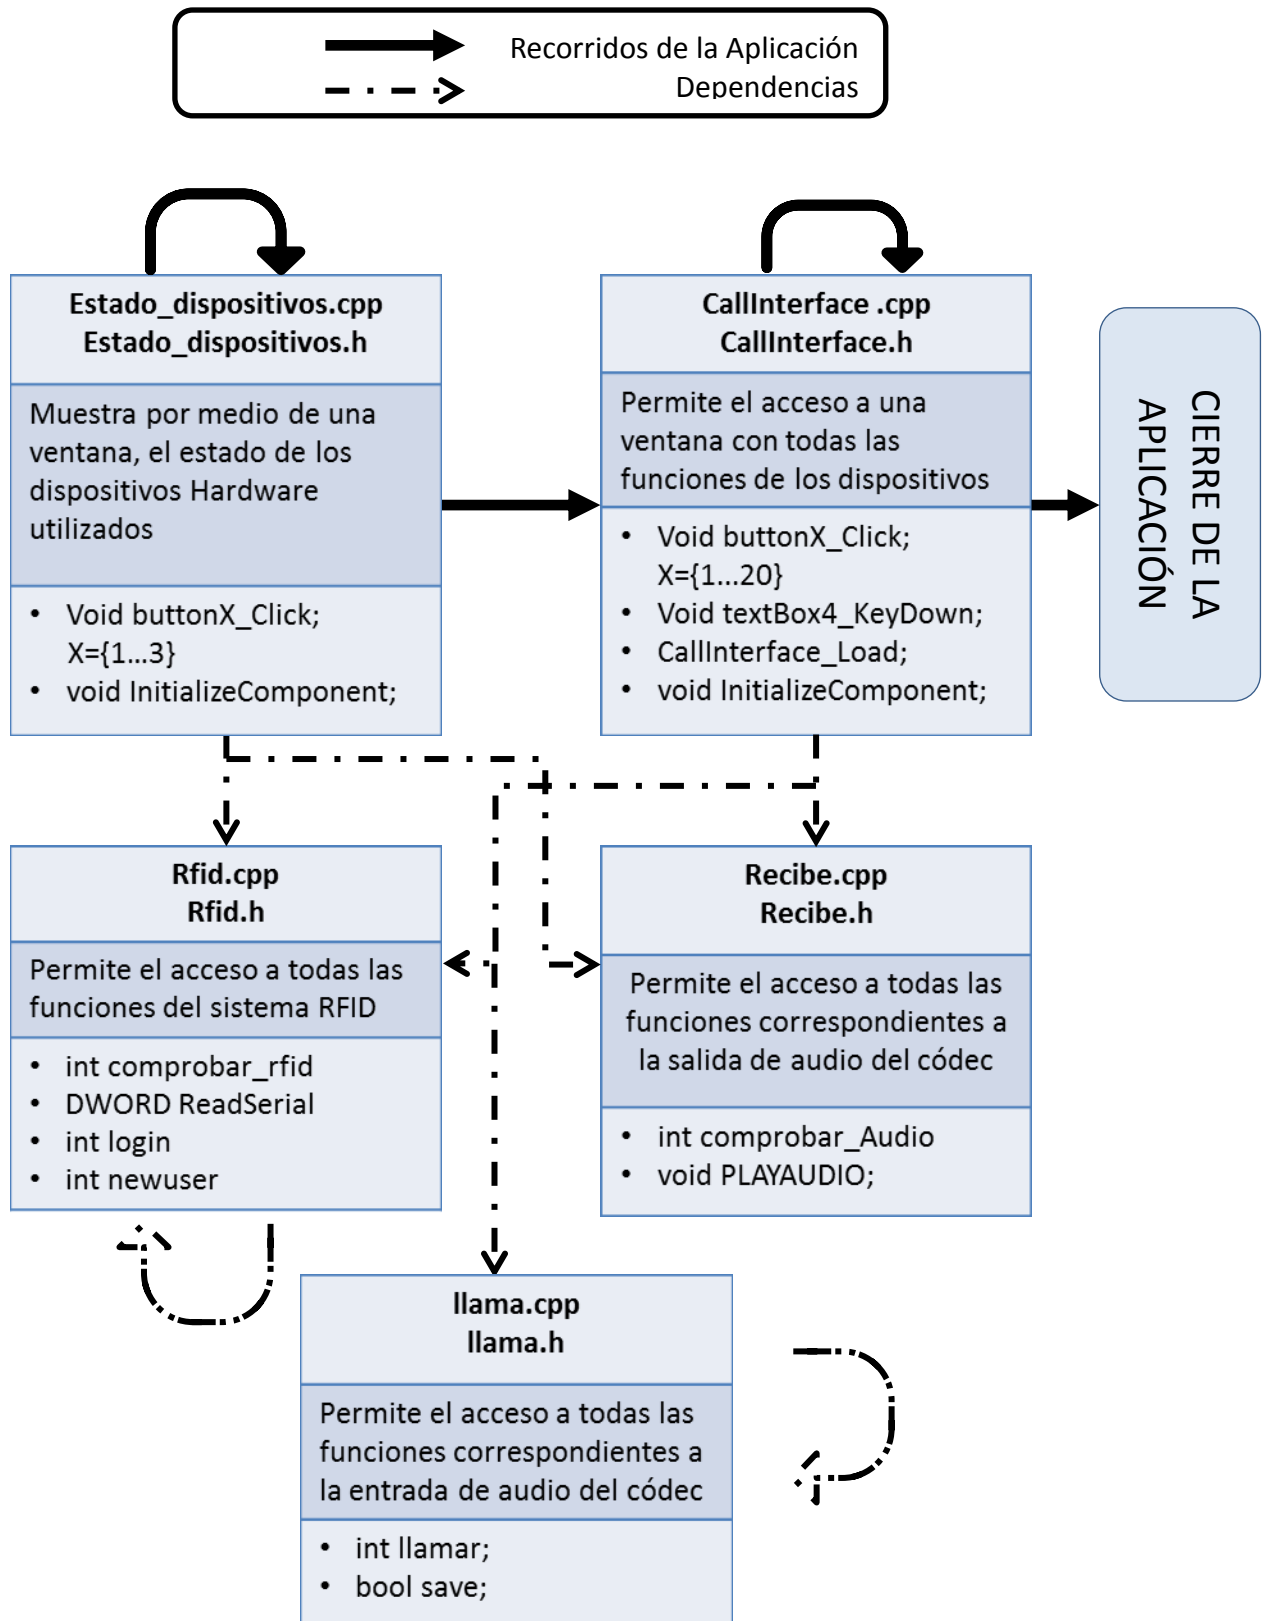 Recorridos de la Aplicación
Dependencias
Estado_dispositivos.cpp
Estado_dispositivos.h
Muestra por medio de una
ventana, el estado de los
dispositivos Hardware
utilizados
• Void buttonX_Click;
X={1...3}
• void InitializeComponent;
CallInterface .cpp
CallInterface.h
Permite el acceso a una
ventana con todas las
funciones de los dispositivos
• Void buttonX_Click;
X={1...20}
• Void textBox4_KeyDown;
• CallInterface_Load;
• void InitializeComponent;
CIERRE DE LA
APLICACIÓN
Rfid.cpp
Rfid.h
Permite el acceso a todas las
funciones del sistema RFID
• int comprobar_rfid
• DWORD ReadSerial
• int login
• int newuser
Recibe.cpp
Recibe.h
Permite el acceso a todas las
funciones correspondientes a
la salida de audio del códec
• int comprobar_Audio
• void PLAYAUDIO;
llama.cpp
llama.h
Permite el acceso a todas las
funciones correspondientes a
la entrada de audio del códec
• int llamar;
• bool save;